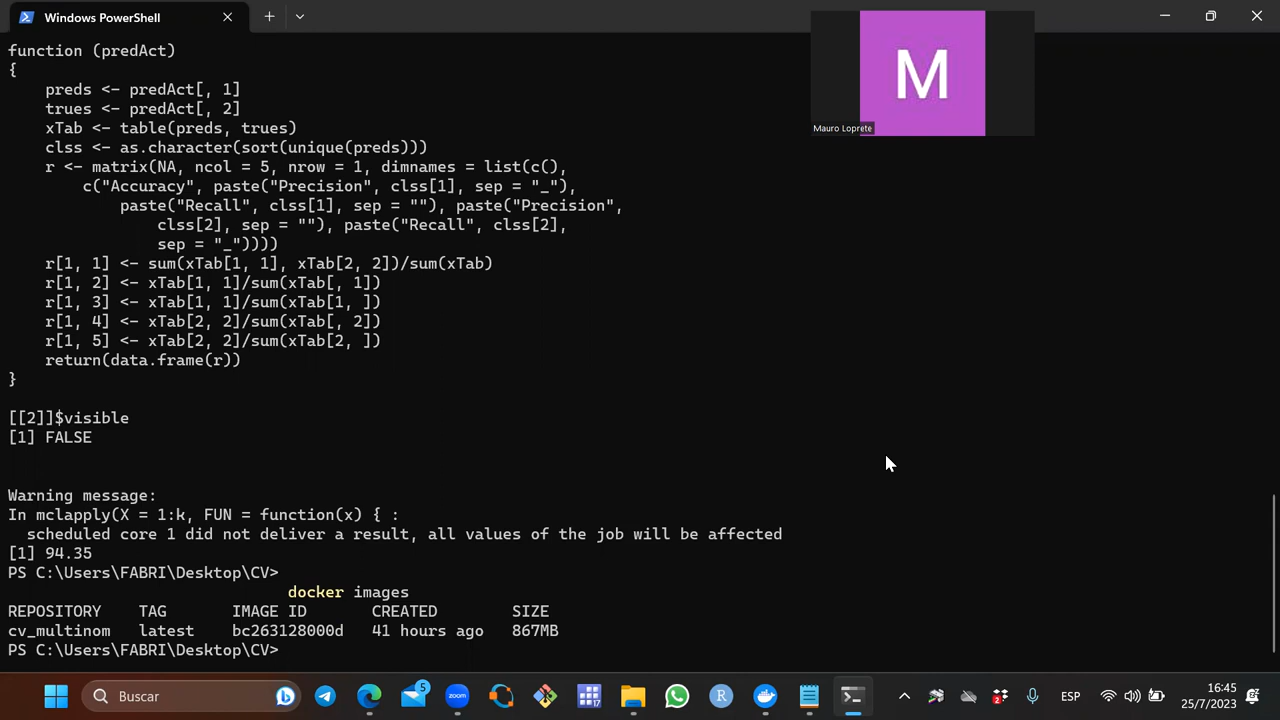 Windows PowerShell
function (predAct)
{
preds <- predAct[, 1]
trues <- predAct[, 2]
xTab <- table(preds, trues)
clss <- as.character(sort(unique(preds)))
r <- matrix(NA, ncol = 5, nrow = 1, dimnames = list(c(),
c("Accuracy", paste("Precision", clss[1], sep = "_"),
paste("Recall", clss[1], sep = ""), paste("Precision",
clss[2], sep = ""), paste("Recall", clss[2],
sep = "_"))))
r[1, 1] <- sum(xTab[1, 1], xTab[2, 2])/sum(xTab)
r[1, 2] <- xTab[1, 1]/sum(xTab[, 1])
r[1, 3] <- xTab[1, 1]/sum(xTab[1, ])
r[1, 4] <- xTab[2, 2]/sum(xTab[, 2])
r[1, 5] <- xTab[2, 2]/sum(xTab[2, ])
return(data.frame(r))
}
[[2]]$visible
[1] FALSE
Warning message:
In mclapply(X = 1:k, FUN = function(x) { :
scheduled core 1 did not deliver a result, all values of the job will be affected
[1] 94.35
PS C:\Users\FABRI\Desktop\CV>
docker images
REPOSITORY TAG IMAGE ID CREATED SIZE
cv_multinom latest bc263128000d 41 hours ago 867MB
PS C:\Users\FABRI\Desktop\CV>
M
Mauro Loprete
Buscar
5
zoom
17
R
2
ESP
16:45
25/7/2023